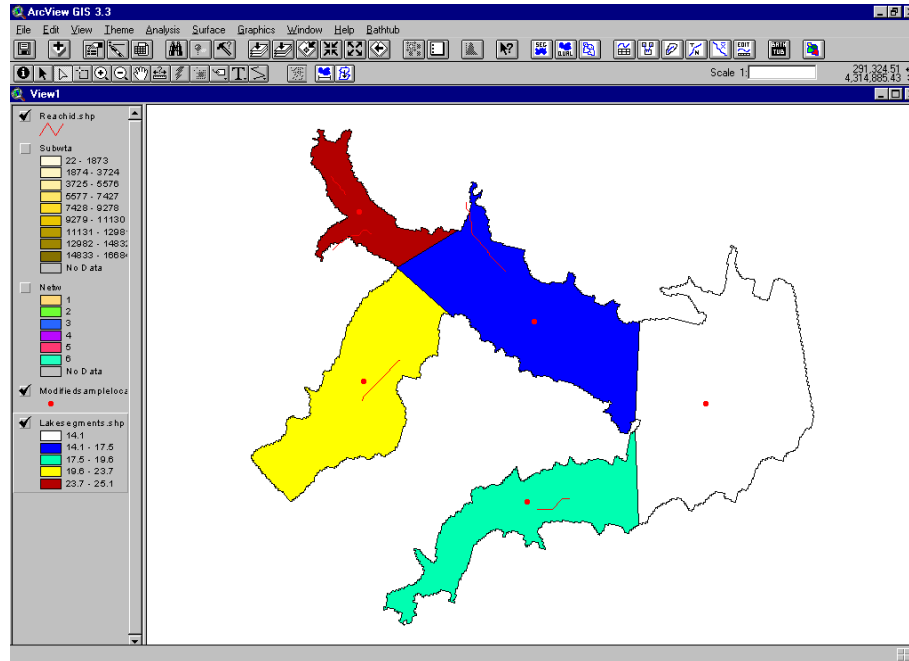 ArcView GIS 3.3
File Edit View Theme Analysis Surface Graphics Window Help Bathtub
SEG QUAL EDIT
Scale 1: 291,324.51
4,314,885.43
View1
Reachid.shp
Subwta
22 - 1873
1874 - 3724
3725 - 5576
5577 - 7427
7428 - 9278
9279 - 11130
11131 - 1298
12982 - 14832
14833 - 16684
No Data
Netw
1
2
3
4
5
6
No Data
Modifiedsampleloca
Lakesegments.shp
14.1
14.1 - 17.5
17.5 - 19.6
19.6 - 23.7
23.7 - 25.1